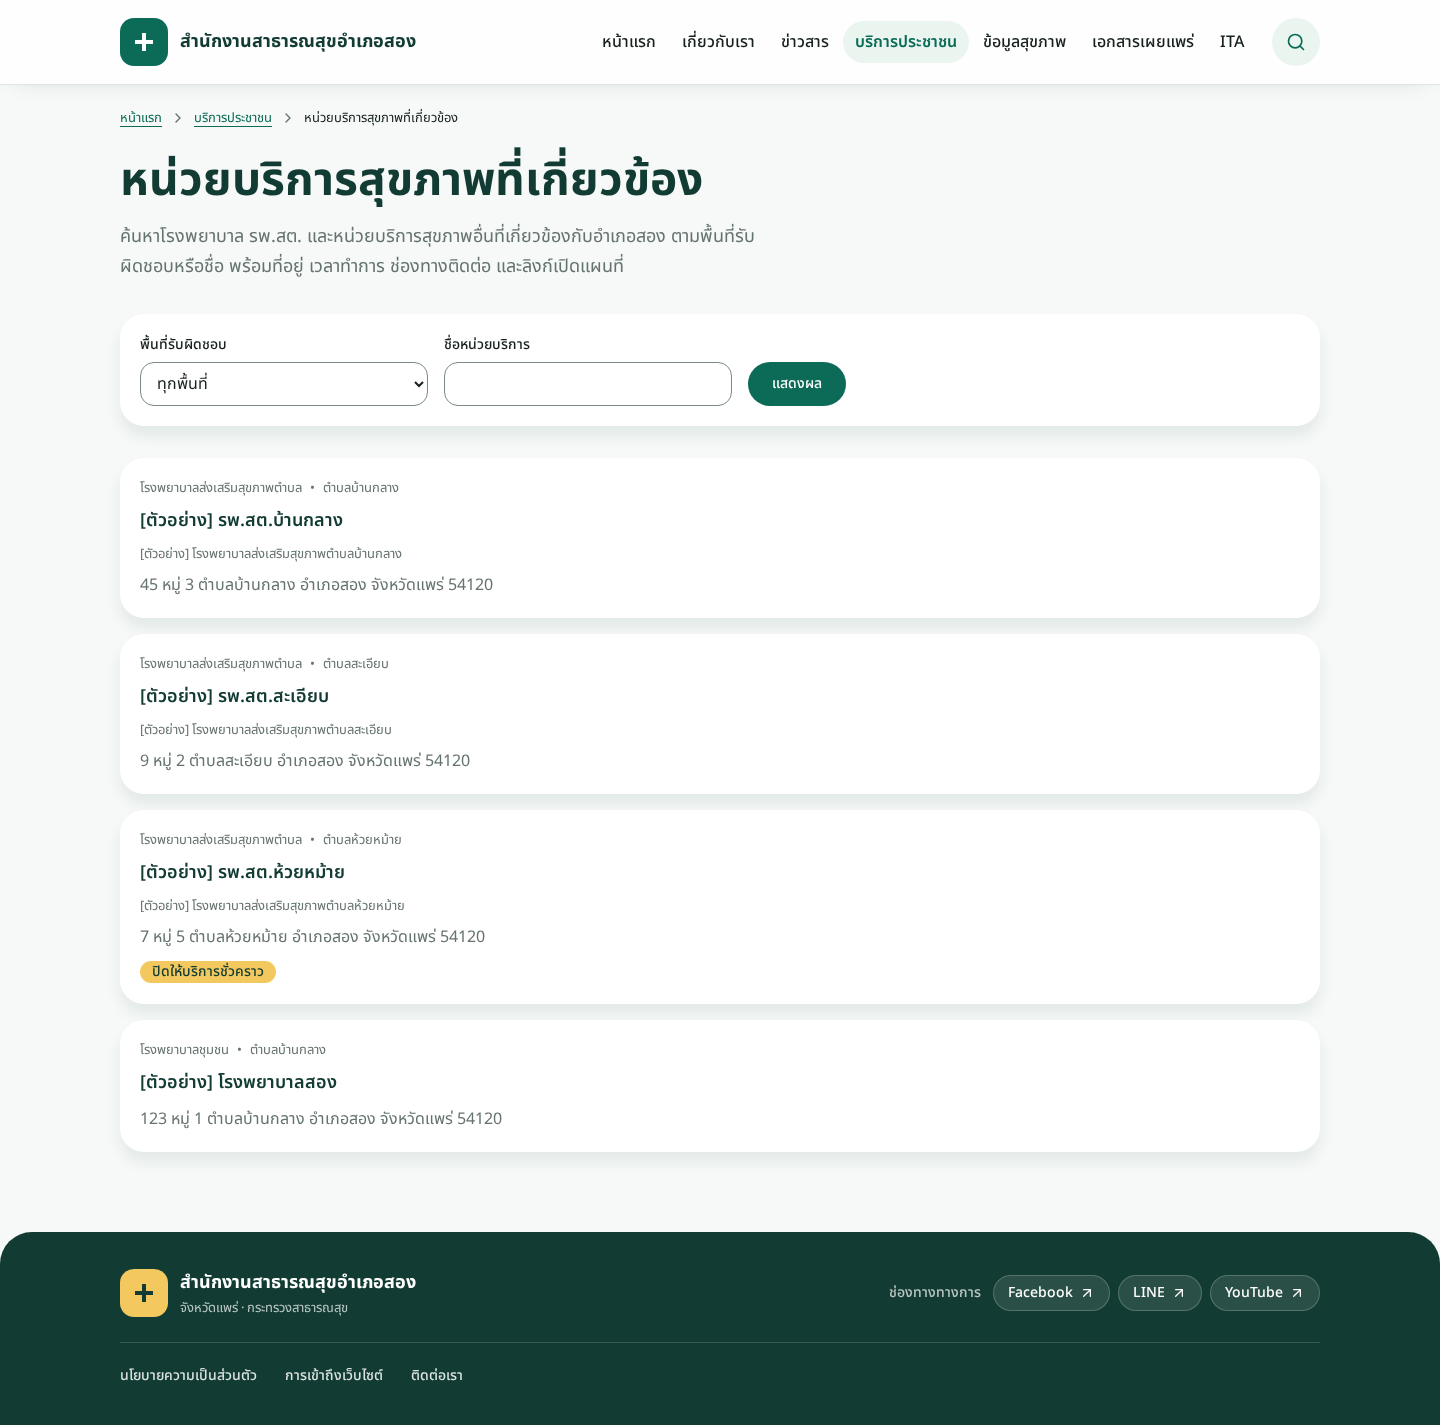 สำนักงานสาธารณสุขอำเภอสอง
หน้าแรก เกี่ยวกับเรา ข่าวสาร บริการประชาชน ข้อมูลสุขภาพ เอกสารเผยแพร่ ITA
หน้าแรก บริการประชาชน หน่วยบริการสุขภาพที่เกี่ยวข้อง
หน่วยบริการสุขภาพที่เกี่ยวข้อง
ค้นหาโรงพยาบาล รพ.สต. และหน่วยบริการสุขภาพอื่นที่เกี่ยวข้องกับอำเภอสอง ตามพื้นที่รับ
ผิดชอบหรือชื่อ พร้อมที่อยู่ เวลาทำการ ช่องทางติดต่อ และลิงก์เปิดแผนที่
พื้นที่รับผิดชอบ ชื่อหน่วยบริการ
ทุกพื้นที่ แสดงผล
โรงพยาบาลส่งเสริมสุขภาพตำบล • ตำบลบ้านกลาง
[ตัวอย่าง] รพ.สต.บ้านกลาง
[ตัวอย่าง] โรงพยาบาลส่งเสริมสุขภาพตำบลบ้านกลาง
45 หมู่ 3 ตำบลบ้านกลาง อำเภอสอง จังหวัดแพร่ 54120
โรงพยาบาลส่งเสริมสุขภาพตำบล • ตำบลสะเอียบ
[ตัวอย่าง] รพ.สต.สะเอียบ
[ตัวอย่าง] โรงพยาบาลส่งเสริมสุขภาพตำบลสะเอียบ
9 หมู่ 2 ตำบลสะเอียบ อำเภอสอง จังหวัดแพร่ 54120
โรงพยาบาลส่งเสริมสุขภาพตำบล • ตำบลห้วยหม้าย
[ตัวอย่าง] รพ.สต.ห้วยหม้าย
[ตัวอย่าง] โรงพยาบาลส่งเสริมสุขภาพตำบลห้วยหม้าย
7 หมู่ 5 ตำบลห้วยหม้าย อำเภอสอง จังหวัดแพร่ 54120
ปิดให้บริการชั่วคราว
โรงพยาบาลชุมชน • ตำบลบ้านกลาง
[ตัวอย่าง] โรงพยาบาลสอง
123 หมู่ 1 ตำบลบ้านกลาง อำเภอสอง จังหวัดแพร่ 54120
สำนักงานสาธารณสุขอำเภอสอง
จังหวัดแพร่ · กระทรวงสาธารณสุข
ช่องทางทางการ Facebook LINE YouTube
นโยบายความเป็นส่วนตัว การเข้าถึงเว็บไซต์ ติดต่อเรา